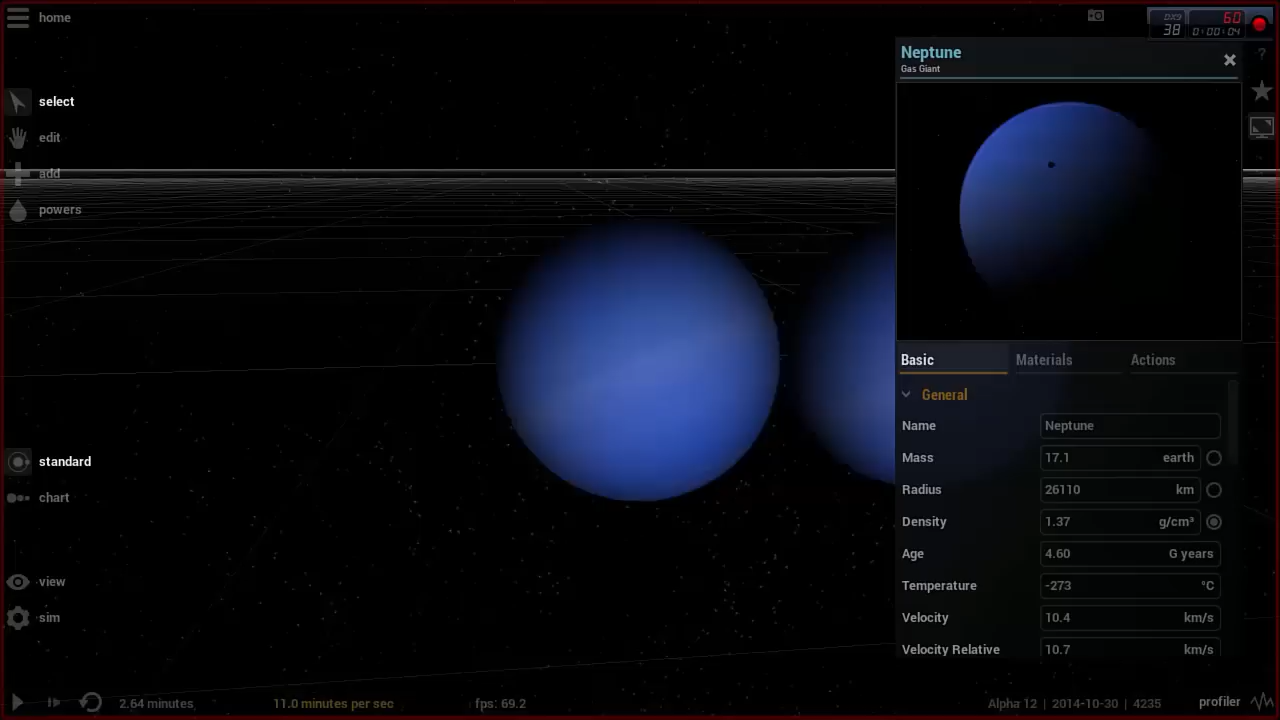 home
select
edit
add
powers
standard
chart
view
sim
2.64 minutes
11.0 minutes per sec
fps: 69.2
DX9
38
60
0:00:04
?
Neptune
Gas Giant
Basic Materials Actions
General
Name Neptune
Mass 17.1 earth
Radius 26110 km
Density 1.37 g/cm³
Age 4.60 G years
Temperature -273 °C
Velocity 10.4 km/s
Velocity Relative 10.7 km/s
Alpha 12 | 2014-10-30 | 4235
profiler